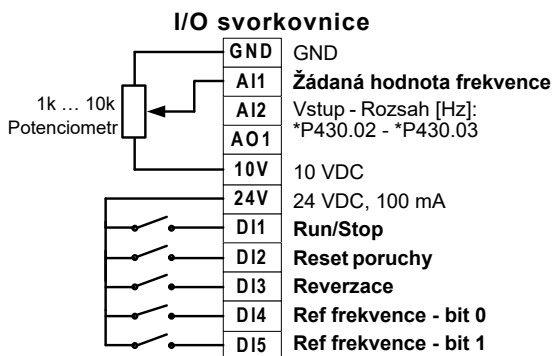 I/O svorkovnice
GND GND
AI1 Žádaná hodnota frekvence
1k ... 10k
Potenciometr
AI2 Vstup - Rozsah [Hz]:
*P430.02 - *P430.03
AO1
10V 10 VDC
24V 24 VDC, 100 mA
DI1 Run/Stop
DI2 Reset poruchy
DI3 Reverzace
DI4 Ref frekvence - bit 0
DI5 Ref frekvence - bit 1